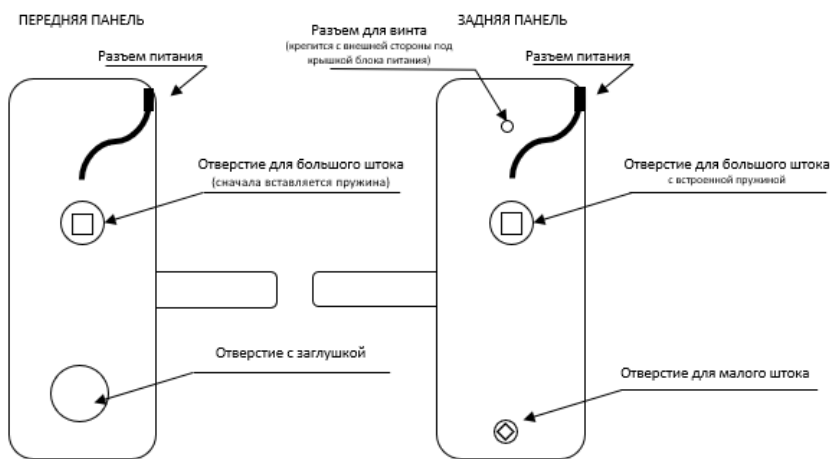 ПЕРЕДНЯЯ ПАНЕЛЬ
Разъем питания
Отверстие для большого штока
(сначала вставляется пружина)
Отверстие с заглушкой
ЗАДНЯЯ ПАНЕЛЬ
Разъем для винта
(крепится с внешней стороны под
крышкой блока питания)
Разъем питания
Отверстие для большого штока
с встроенной пружиной
Отверстие для малого штока